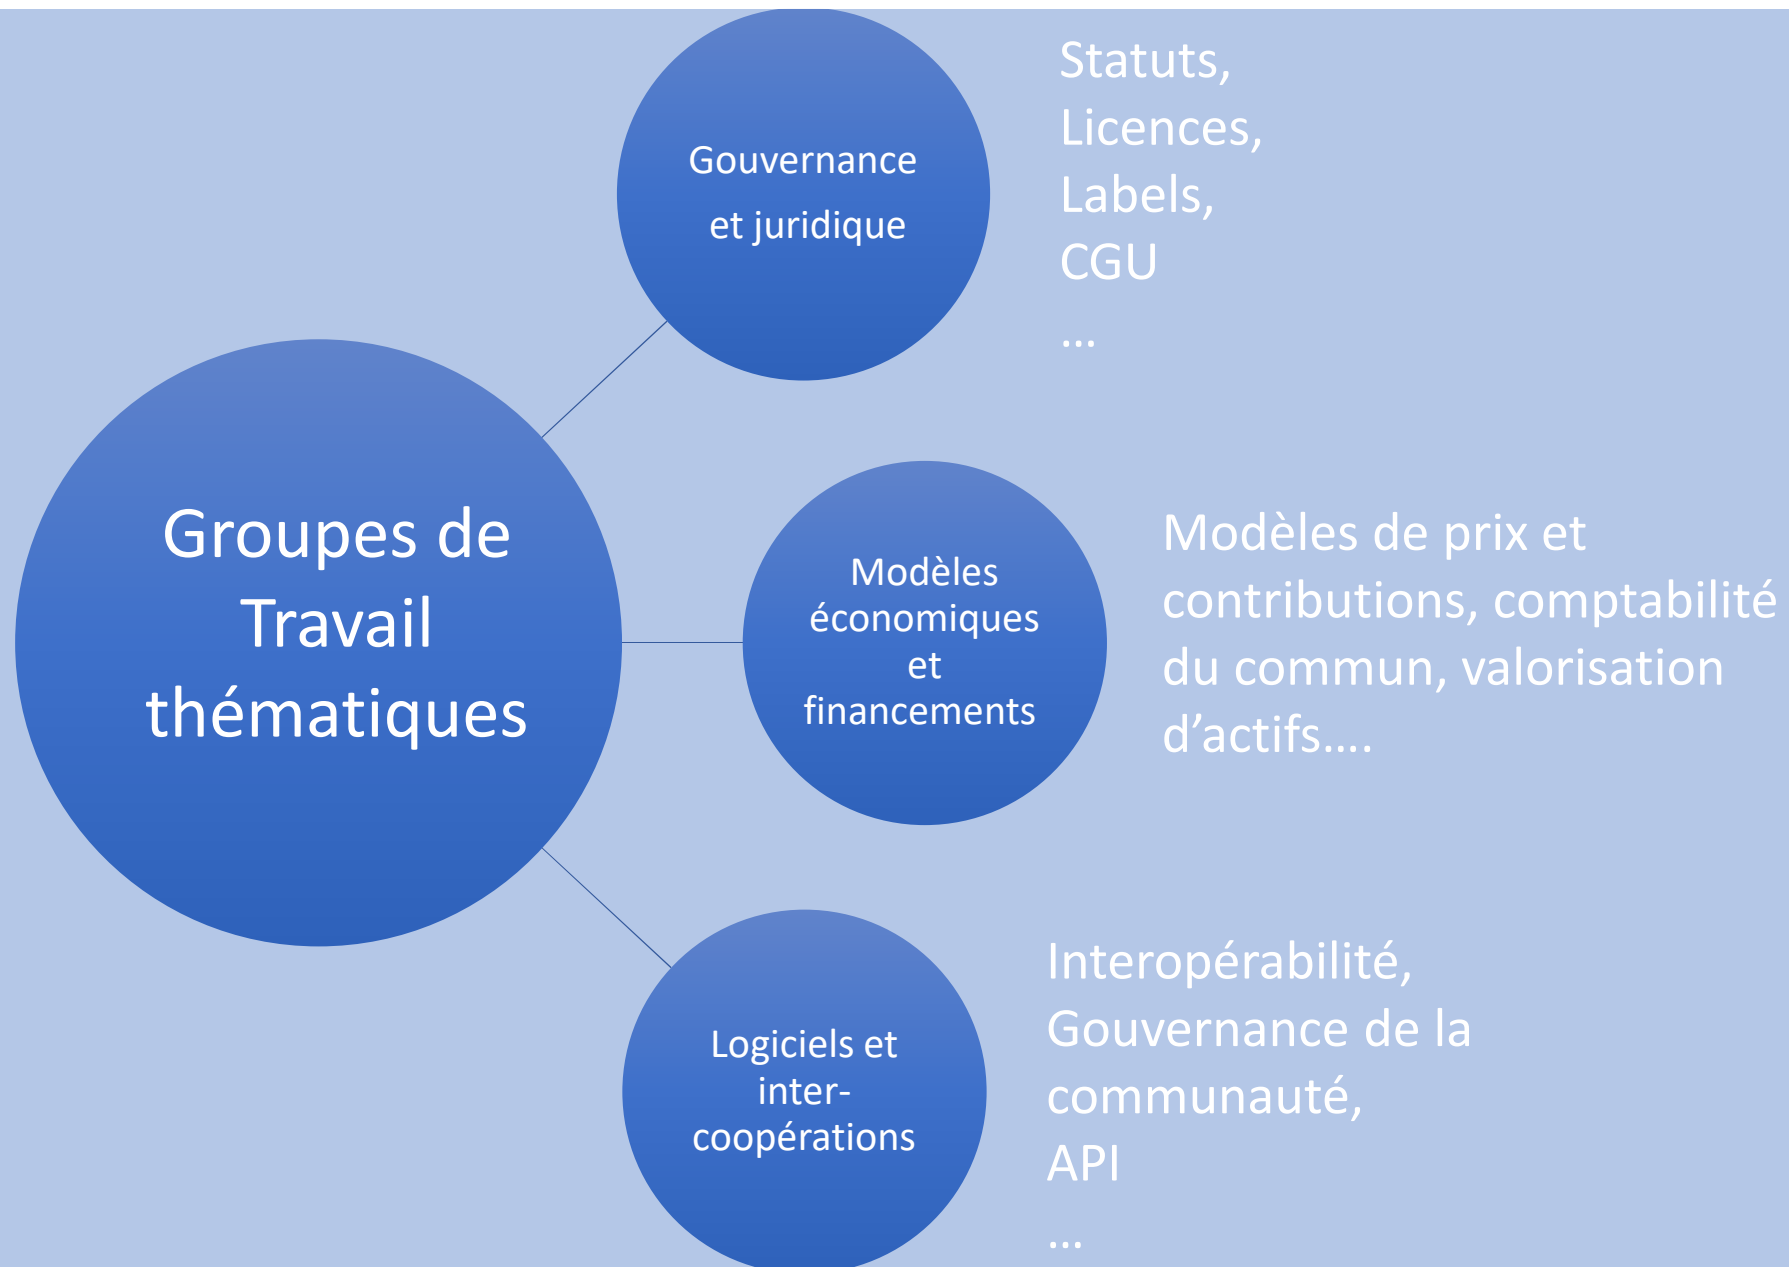 Groupes de
Travail
thématiques
Gouvernance
et juridique
Statuts,
Licences,
Labels,
CGU
...
Modèles
économiques
et
financements
Modèles de prix et
contributions, comptabilité
du commun, valorisation
d’actifs....
Logiciels et
inter-
coopérations
Interopérabilité,
Gouvernance de la
communauté,
API
...